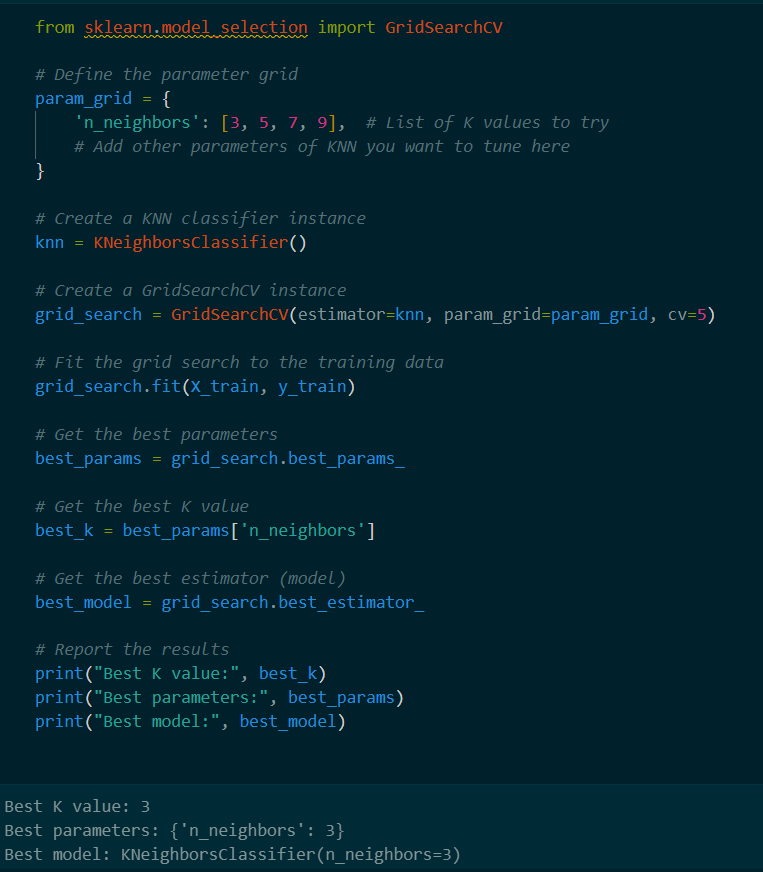 from sklearn.model_selection import GridSearchCV
# Define the parameter grid
param_grid = {
    'n_neighbors': [3, 5, 7, 9],  # List of K values to try
    # Add other parameters of KNN you want to tune here
}
# Create a KNN classifier instance
knn = KNeighborsClassifier()
# Create a GridSearchCV instance
grid_search = GridSearchCV(estimator=knn, param_grid=param_grid, cv=5)
# Fit the grid search to the training data
grid_search.fit(X_train, y_train)
# Get the best parameters
best_params = grid_search.best_params_
# Get the best K value
best_k = best_params['n_neighbors']
# Get the best estimator (model)
best_model = grid_search.best_estimator_
# Report the results
print("Best K value:", best_k)
print("Best parameters:", best_params)
print("Best model:", best_model)
Best K value: 3
Best parameters: {'n_neighbors': 3}
Best model: KNeighborsClassifier(n_neighbors=3)